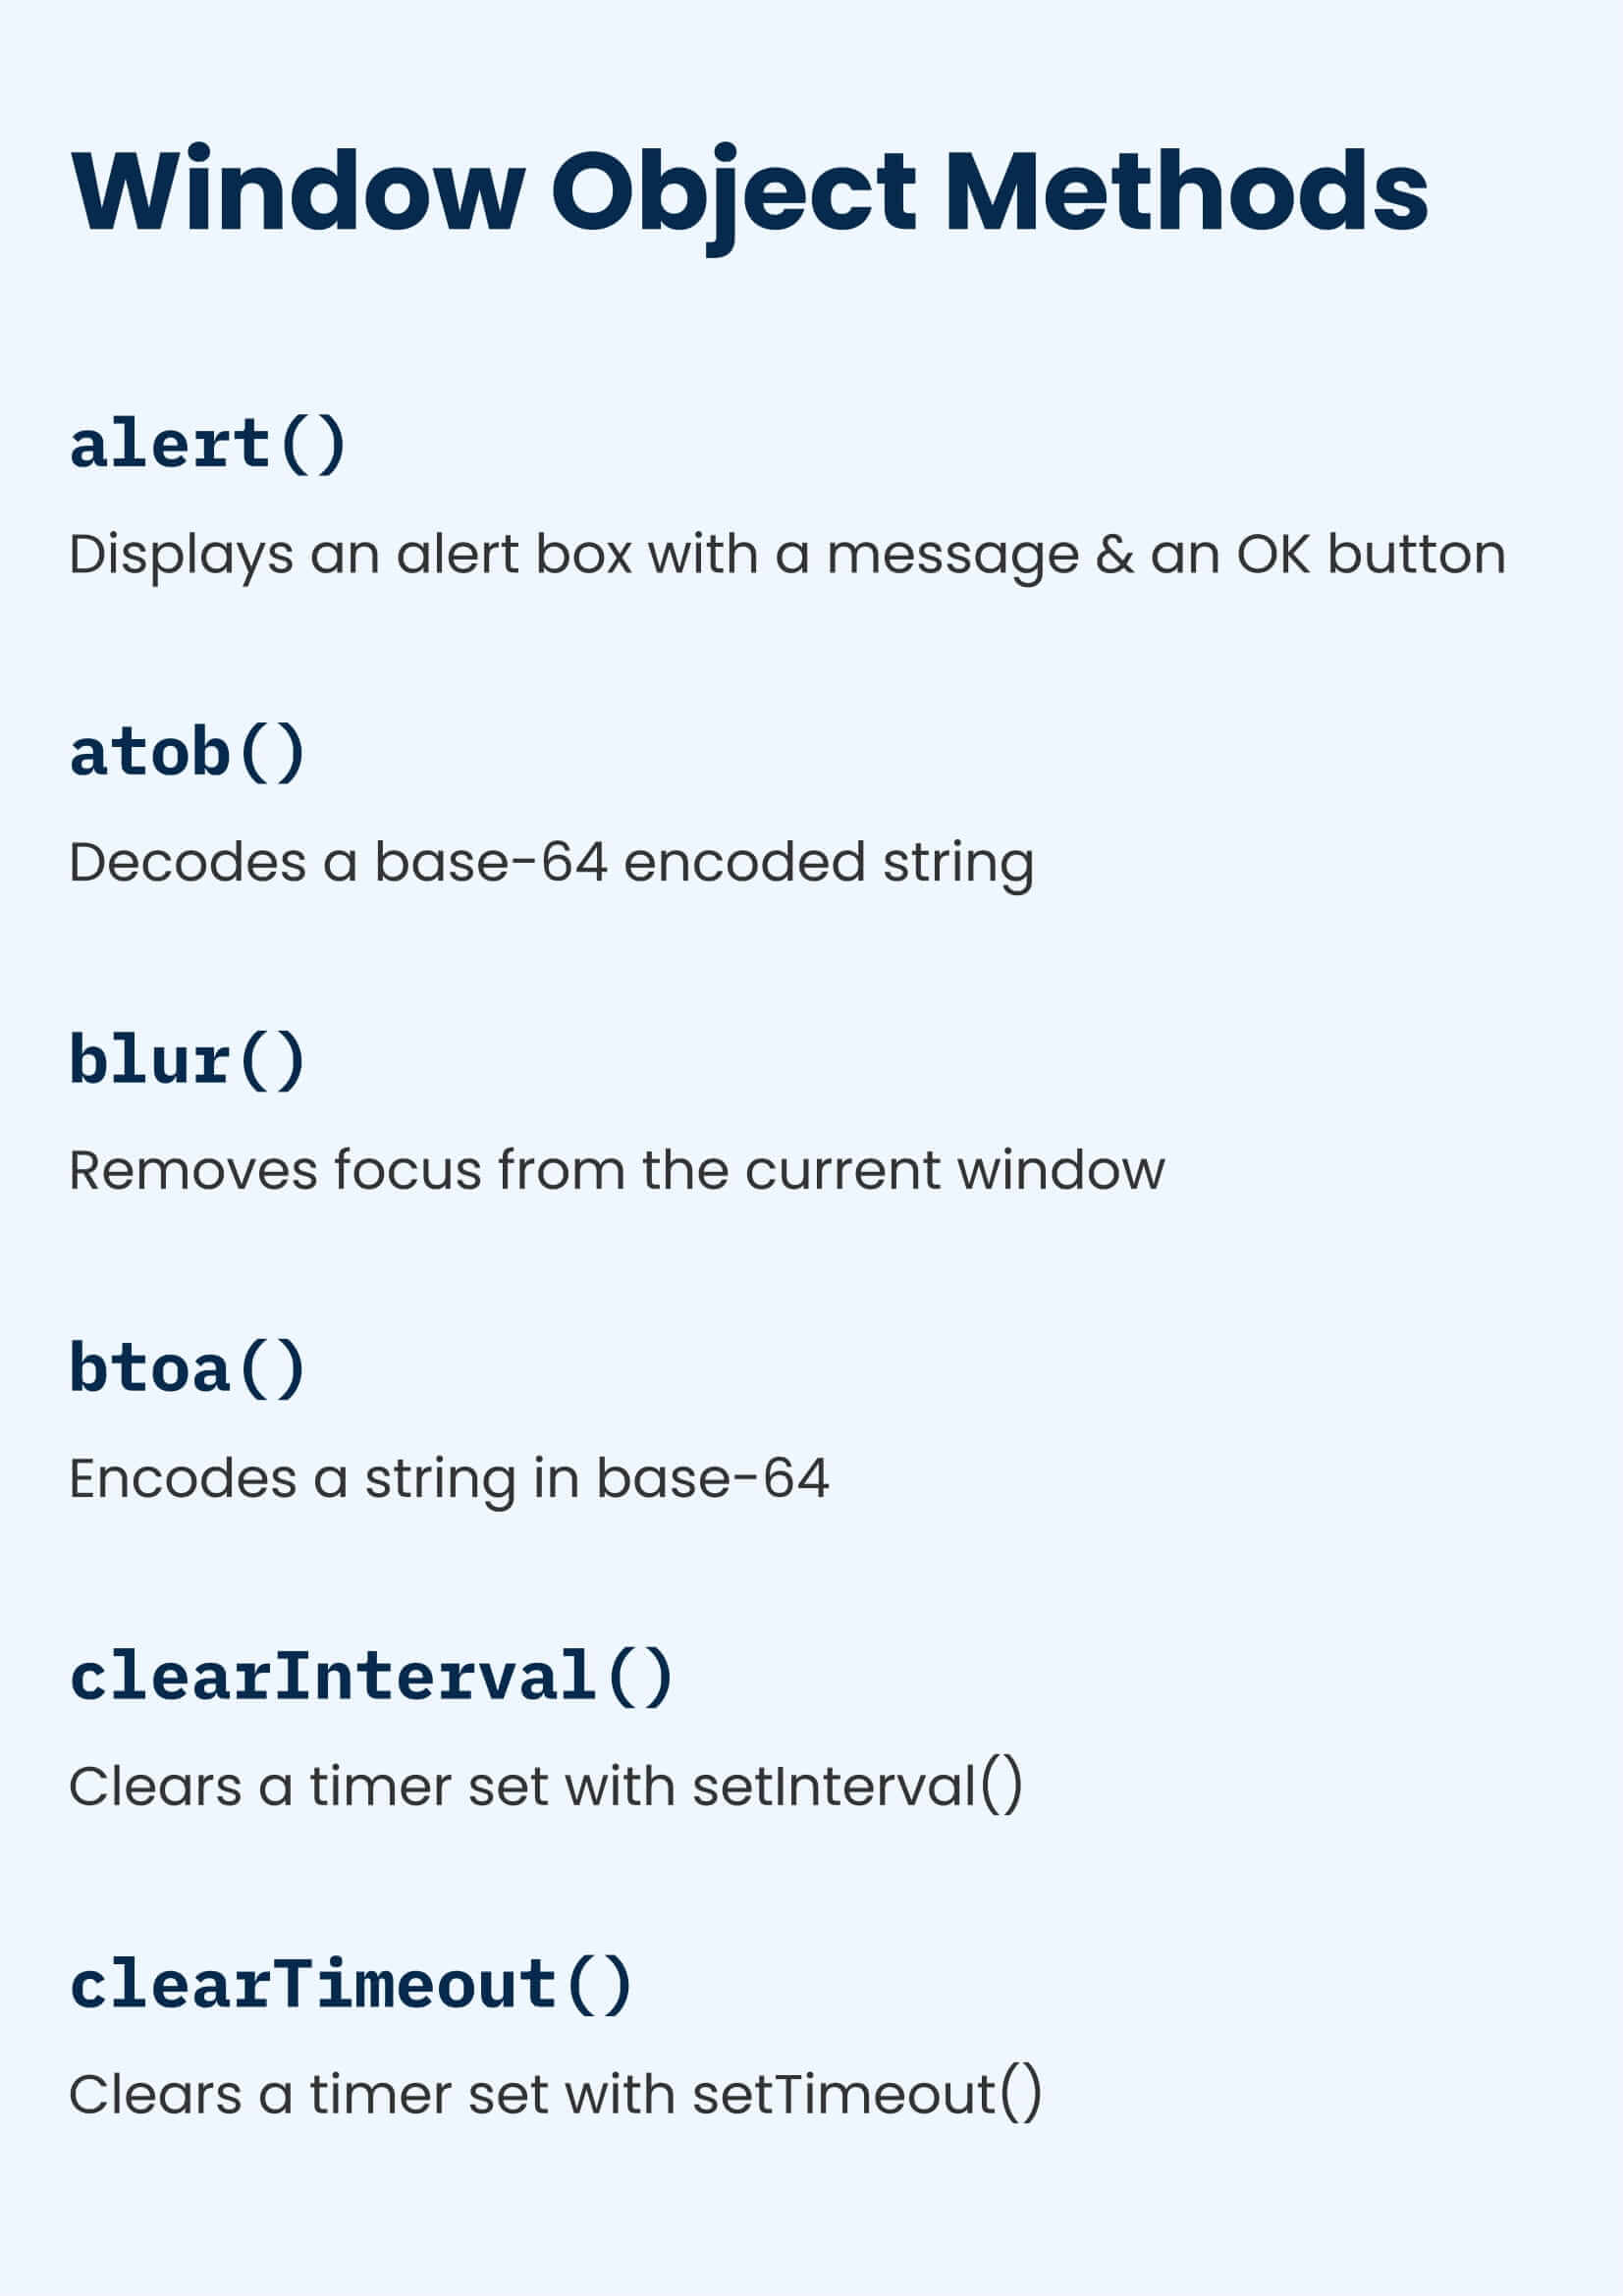 Window Object Methods
alert()
Displays an alert box with a message & an OK button
atob()
Decodes a base-64 encoded string
blur()
Removes focus from the current window
btoa()
Encodes a string in base-64
clearInterval()
Clears a timer set with setInterval()
clearTimeout()
Clears a timer set with setTimeout()